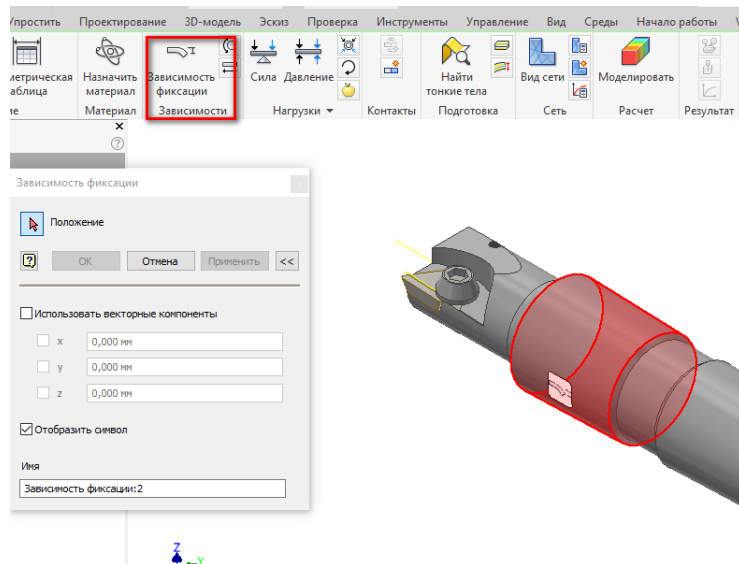 Упростить Проектирование 3D-модель Эскиз Проверка Инструменты Управление Вид Среды Начало работы
Назначить материал
Зависимость фиксации
Сила Давление
Найти тонкие тела
Вид сети
Моделировать
Материал Зависимости Нагрузки Контакты Подготовка Сеть Расчет Результат
Зависимость фиксации
Положение
OK Отмена Применить <<
Использовать векторные компоненты
x 0,000 мм
y 0,000 мм
z 0,000 мм
Отобразить символ
Имя
Зависимость фиксации:2
Z
Y